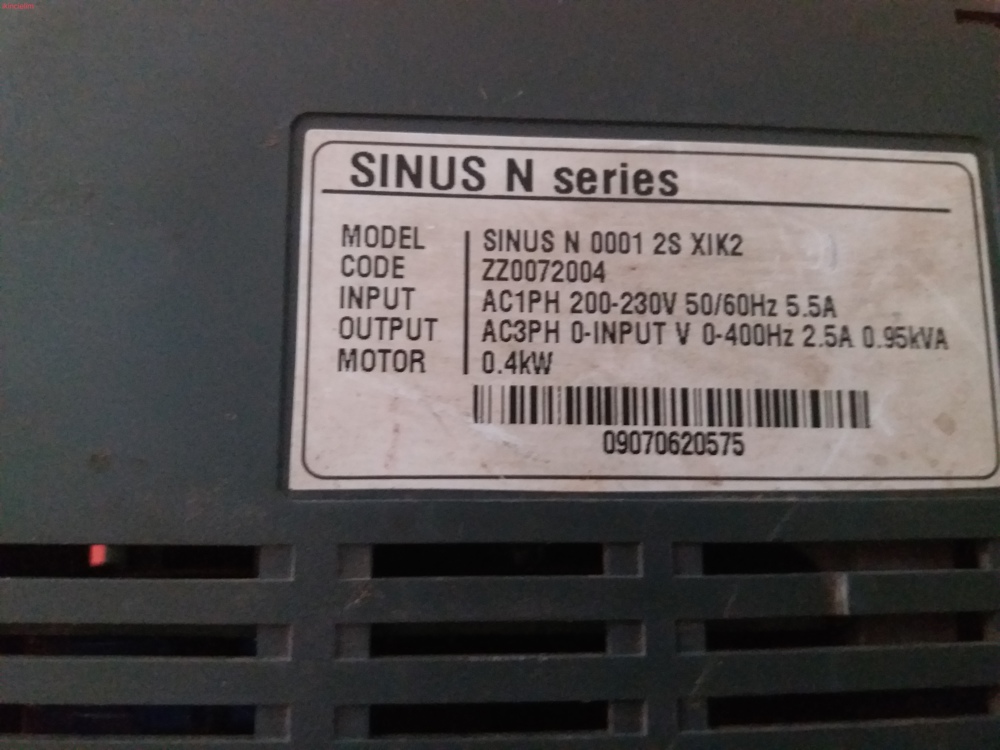 SINUS N series
MODEL SINUS N 0001 2S XIK2
CODE ZZ0072004
INPUT AC1PH 200-230V 50/60Hz 5.5A
OUTPUT AC3PH 0-INPUT V 0-400Hz 2.5A 0.95kVA
MOTOR 0.4kW
09070620575